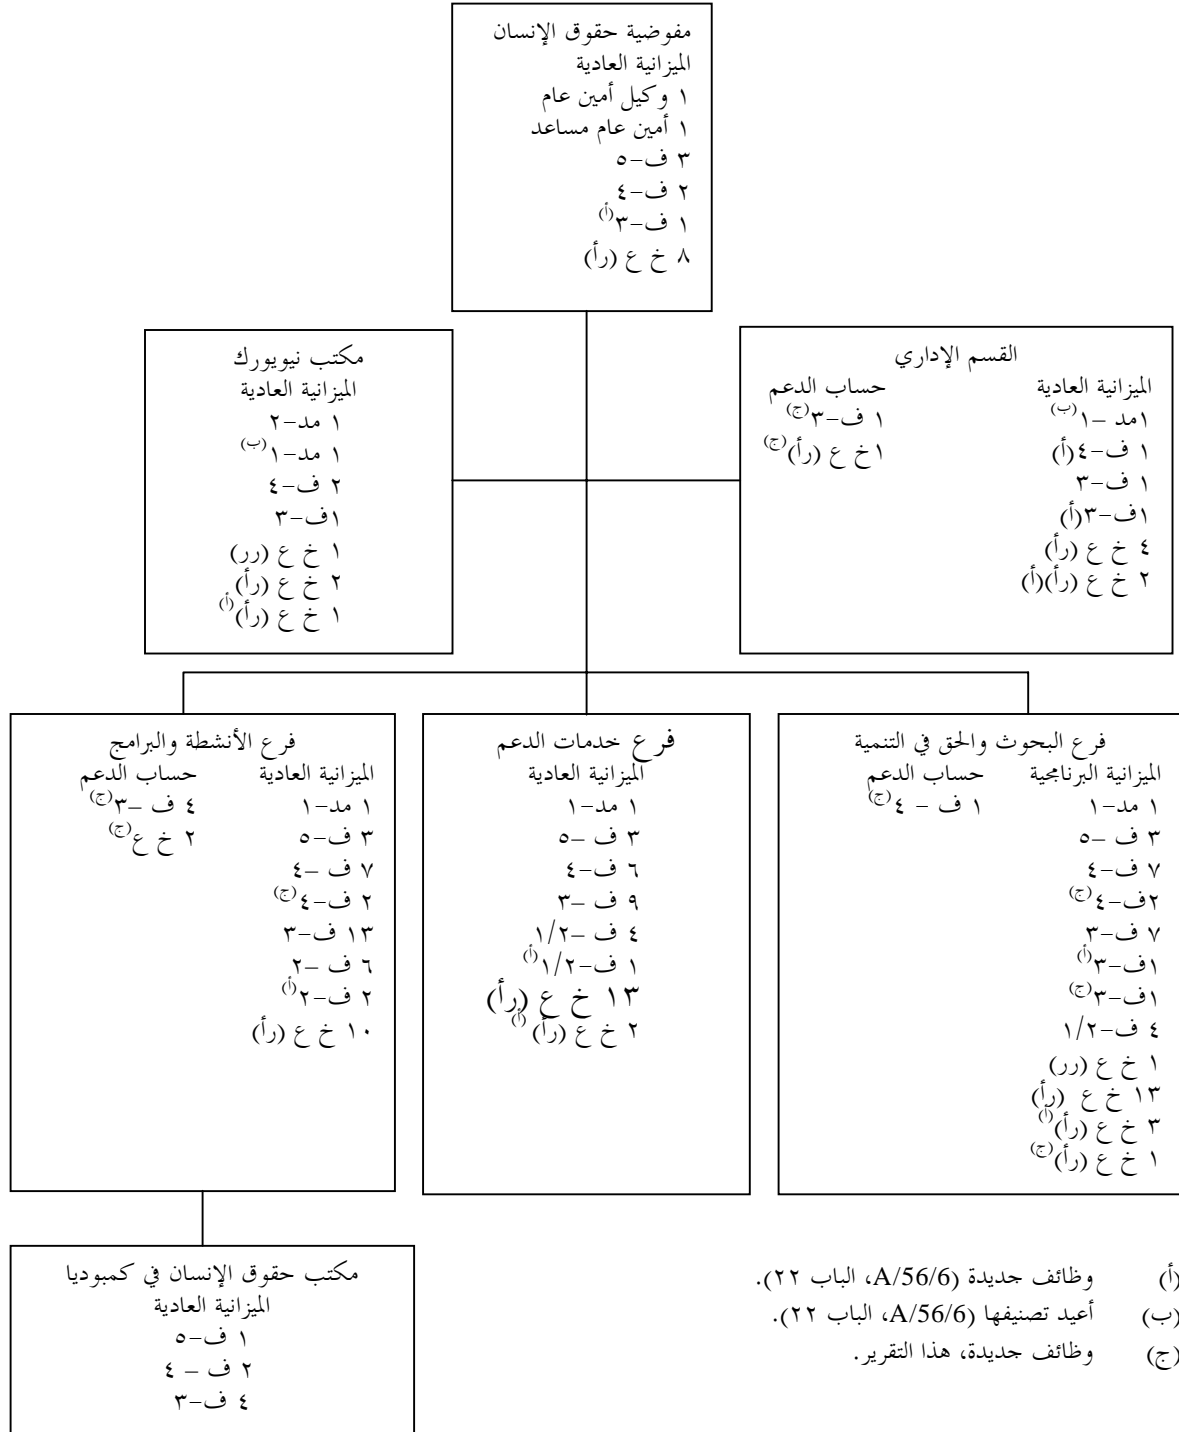 مفوضية حقوق الإنسان
الميزانية العادية
١ وكيل أمين عام
١ أمين عام مساعد
٣ ف-٥
٢ ف-٤
١ ف-٣(أ)
٨ خ ع (رأ)
القسم الإداري
الميزانية العادية
١مد –١(ب)
١ ف-٤(أ)
١ ف-٣
١ف-٣(أ)
٤ خ ع (رأ)
٢ خ ع (رأ)(أ)
حساب الدعم
١ ف-٣(ج)
١خ ع (رأ)(ج)
مكتب نيويورك
الميزانية العادية
١ مد-٢
١ مد-١(ب)
٢ ف-٤
١ف-٣
١ خ ع (رر)
٢ خ ع (رأ)
١ خ ع (رأ)(أ)
فرع البحوث والحق في التنمية
الميزانية البرنامجية
١ مد-١
٣ ف –٥
٧ ف-٤
٢ف-٤(ج)
٧ ف-٣
١ف-٣(أ)
١ف-٣(ج)
٤ ف-١/٢
١ خ ع (رر)
١٣ خ ع (رأ)
٣ خ ع (رأ)(أ)
١ خ ع (رأ)(ج)
حساب الدعم
١ ف – ٤(ج)
فرع خدمات الدعم
الميزانية العادية
١ مد-١
٣ ف –٥
٦ ف-٤
٩ ف –٣
٤ ف –١/٢
١ ف-١/٢(أ)
١٣ خ ع (رأ)
٢ خ ع (رأ)(أ)
فرع الأنشطة والبرامج
الميزانية العادية
١ مد-١
٣ ف-٥
٧ ف –٤
٢ ف-٤(ج)
١٣ ف-٣
٦ ف –٢
٢ ف-٢(أ)
١٠ خ ع (رأ)
حساب الدعم
٤ ف –٣(ج)
٢ خ ع(ج)
مكتب حقوق الإنسان في كمبوديا
الميزانية العادية
١ ف-٥
٢ ف – ٤
٤ ف-٣
(أ) وظائف جديدة (A/56/6، الباب ٢٢).
(ب) أعيد تصنيفها (A/56/6، الباب ٢٢).
(ج) وظائف جديدة، هذا التقرير.